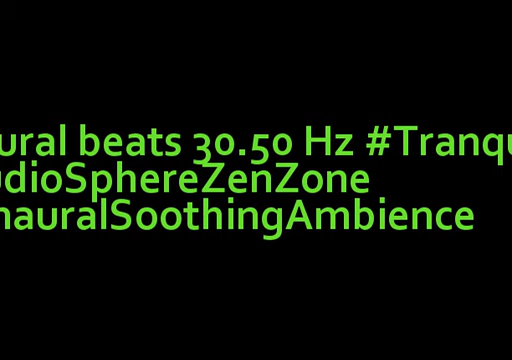 ural beats 30.50 Hz #Tranqu
udioSphereZenZone
nauralSoothingAmbience